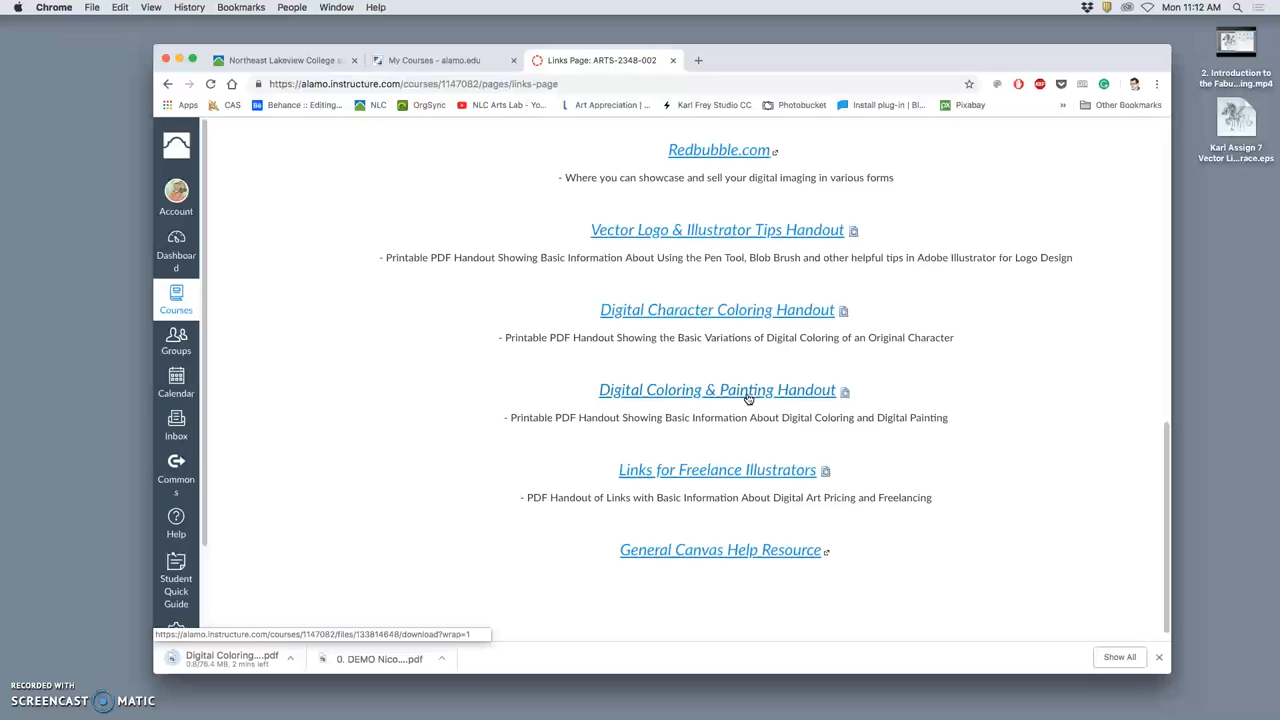 Chrome File Edit View History Bookmarks People Window Help
Mon 11:12 AM
Northeast Lakeview College s
My Courses - alamo.edu
Links Page: ARTS-2348-002
https://alamo.instructure.com/courses/1147082/pages/links-page
Apps CAS Behance :: Editing... NLC OrgSync NLC Arts Lab - Yo... Art Appreciation | ... Karl Frey Studio CC Photobucket Install plug-in | Bl... Pixabay » Other Bookmarks
2. Introduction to
the Fabu...ing.mp4
Karl Assign 7
Vector Li...race.eps
Account
Dashboar
d
Courses
Groups
Calendar
Inbox
Common
s
Help
Student
Quick
Guide
Redbubble.com
- Where you can showcase and sell your digital imaging in various forms
Vector Logo & Illustrator Tips Handout
- Printable PDF Handout Showing Basic Information About Using the Pen Tool, Blob Brush and other helpful tips in Adobe Illustrator for Logo Design
Digital Character Coloring Handout
- Printable PDF Handout Showing the Basic Variations of Digital Coloring of an Original Character
Digital Coloring & Painting Handout
- Printable PDF Handout Showing Basic Information About Digital Coloring and Digital Painting
Links for Freelance Illustrators
- PDF Handout of Links with Basic Information About Digital Art Pricing and Freelancing
General Canvas Help Resource
https://alamo.instructure.com/courses/1147082/files/133814648/download?wrap=1
Digital Coloring....pdf
0.8/76.4 MB, 2 mins left
0. DEMO Nico....pdf
Show All
RECORDED WITH
SCREENCAST MATIC